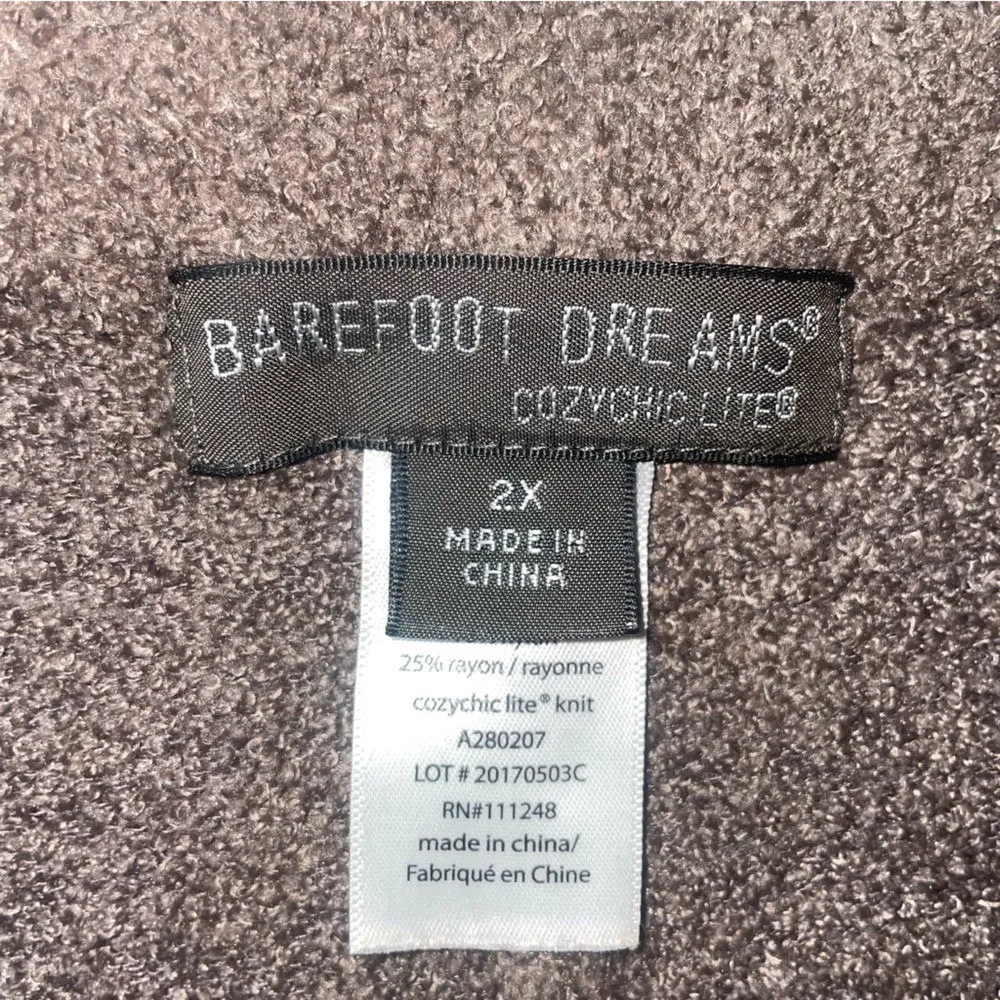 BAREFOOT DREAMS®
COZYCHIC LITE®
2X
MADE IN
CHINA
25% rayon / rayonne
cozychic lite® knit
A280207
LOT # 20170503C
RN#111248
made in china/
Fabriqué en Chine